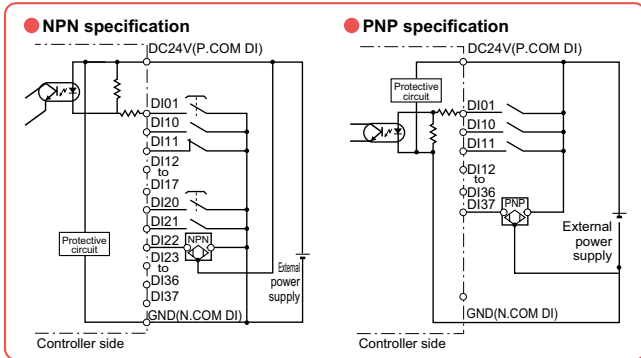 NPN specification
DC24V(P.COM DI)
DI01
DI10
DI11
DI12
to
DI17
DI20
DI21
DI22
NPN
DI23
to
DI36
DI37
GND(N.COM DI)
Protective
circuit
External
power
supply
Controller side
PNP specification
DC24V(P.COM DI)
Protective
circuit
DI01
DI10
DI11
DI12
to
DI36
DI37
PNP
External
power
supply
GND(N.COM DI)
Controller side